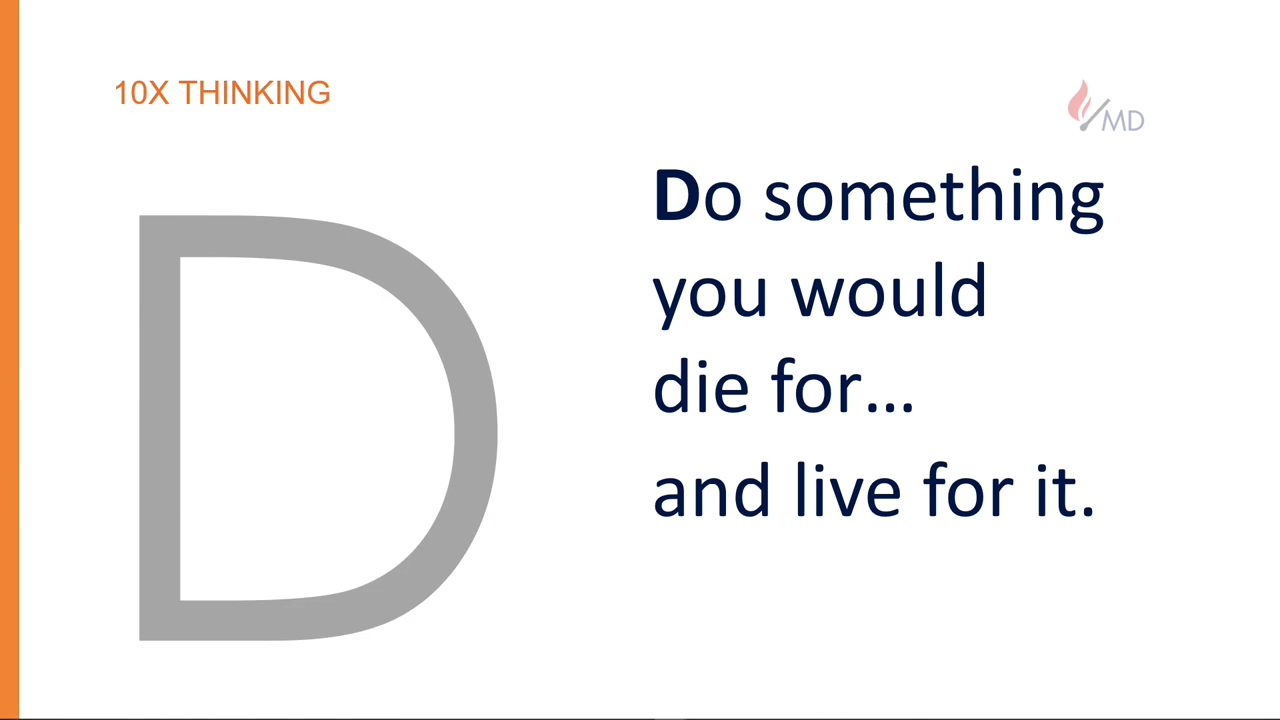 10X THINKING
MD
D
Do something
you would
die for...
and live for it.